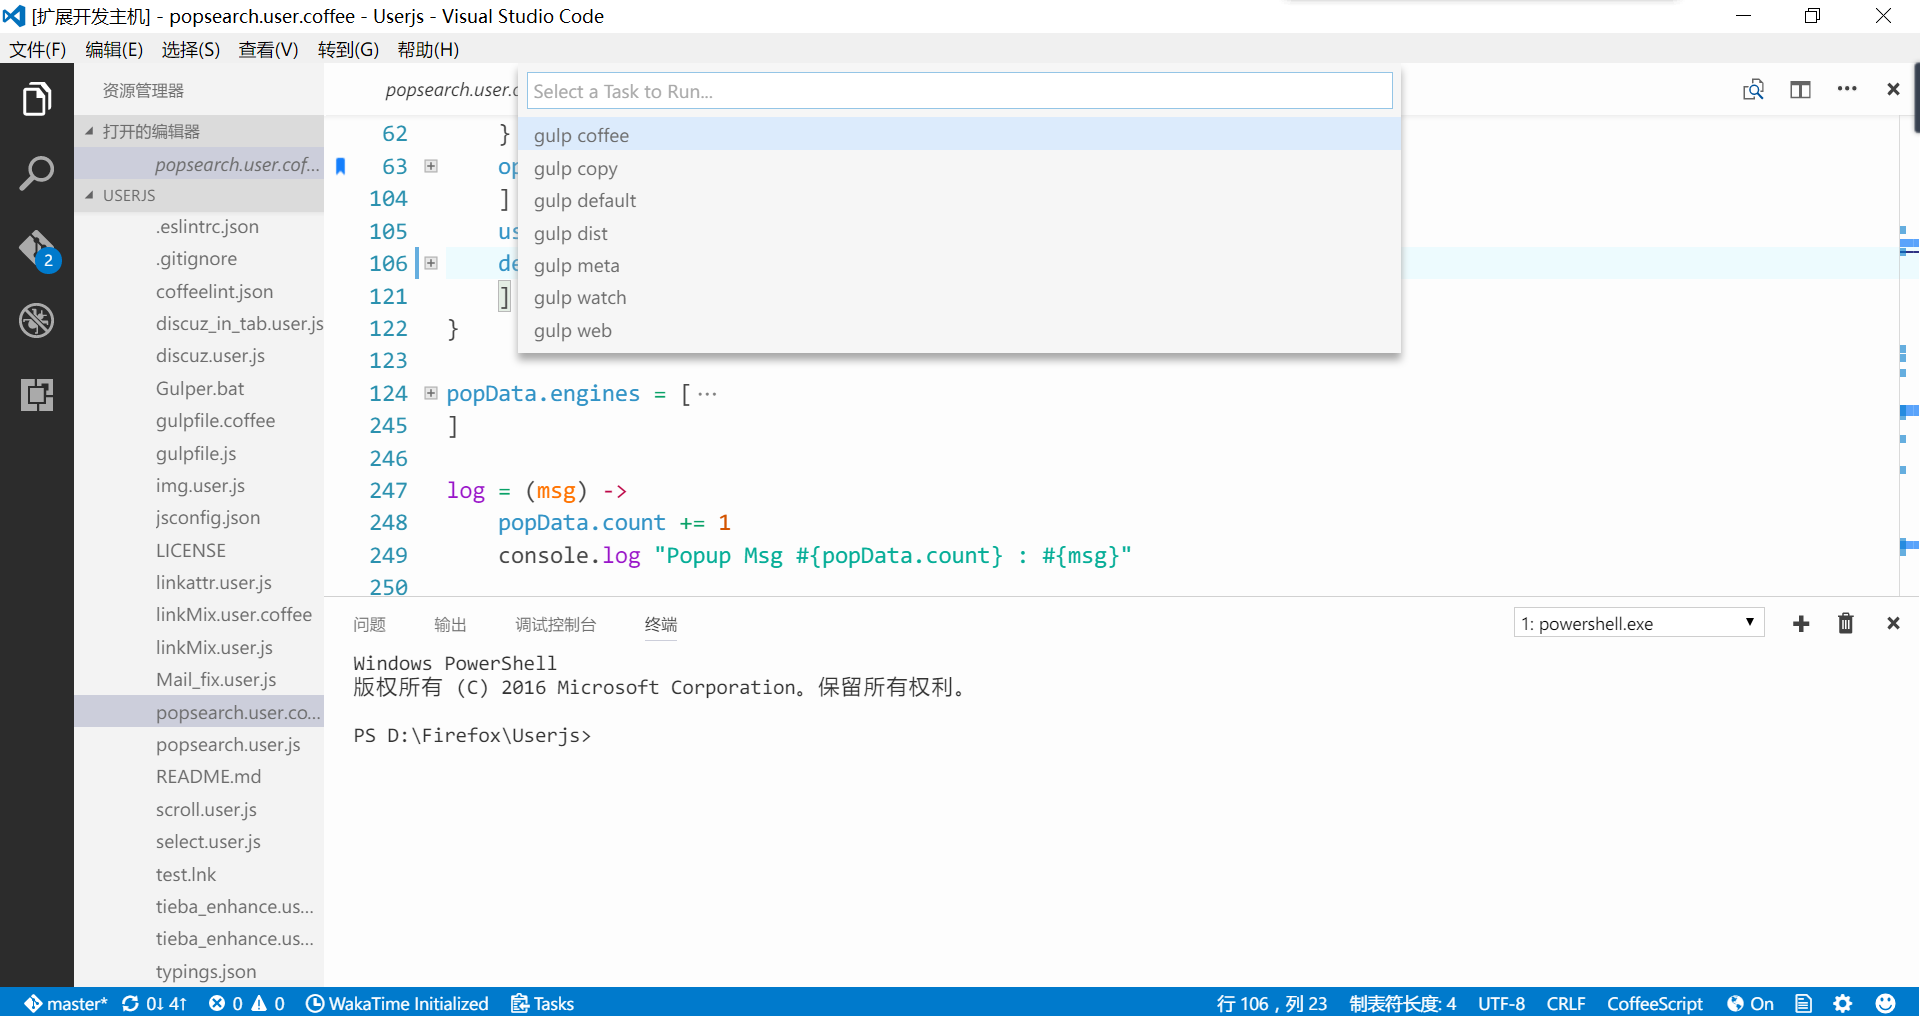 [扩展开发主机] - popsearch.user.coffee - Userjs - Visual Studio Code
文件(F) 编辑(E) 选择(S) 查看(V) 转到(G) 帮助(H)
资源管理器
打开的编辑器
popsearch.user.cof...
USERJS
.eslintrc.json
.gitignore
coffeelint.json
discuz_in_tab.user.js
discuz.user.js
Gulper.bat
gulpfile.coffee
gulpfile.js
img.user.js
jsconfig.json
LICENSE
linkattr.user.js
linkMix.user.coffee
linkMix.user.js
Mail_fix.user.js
popsearch.user.co...
popsearch.user.js
README.md
scroll.user.js
select.user.js
test.lnk
tieba_enhance.us...
tieba_enhance.us...
typings.json
2
popsearch.user.c
Select a Task to Run...
gulp coffee
gulp copy
gulp default
gulp dist
gulp meta
gulp watch
gulp web
62 }
63 op
104 ]
105 us
106 de
121 ]
122 }
123
124 popData.engines = [ ···
245 ]
246
247 log = (msg) ->
248 popData.count += 1
249 console.log "Popup Msg #{popData.count} : #{msg}"
250
问题 输出 调试控制台 终端
1: powershell.exe
Windows PowerShell
版权所有 (C) 2016 Microsoft Corporation。保留所有权利。
PS D:\Firefox\Userjs>
master* 0↓ 4↑ 0 0 WakaTime Initialized Tasks
行 106，列 23 制表符长度: 4 UTF-8 CRLF CoffeeScript On